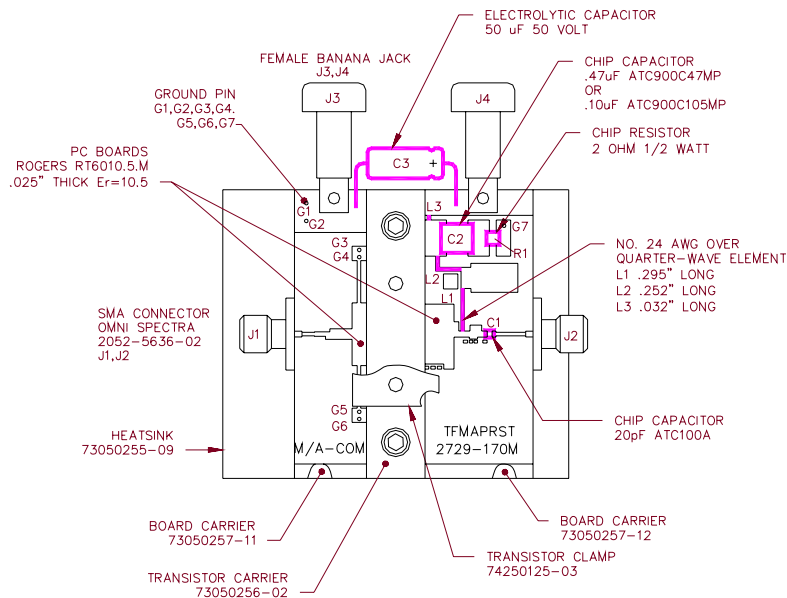 ELECTROLYTIC CAPACITOR
50 uF 50 VOLT
FEMALE BANANA JACK
J3,J4
CHIP CAPACITOR
.47uF ATC900C47MP
OR
.10uF ATC900C105MP
GROUND PIN
G1,G2,G3,G4.
G5,G6,G7
J3
J4
CHIP RESISTOR
2 OHM 1/2 WATT
PC BOARDS
ROGERS RT6010.5.M
.025" THICK Er=10.5
C3 +
G1
G2
L3
G7
C2
R1
G3
G4
NO. 24 AWG OVER
QUARTER-WAVE ELEMENT
L1 .295" LONG
L2 .252" LONG
L3 .032" LONG
L2
L1
SMA CONNECTOR
OMNI SPECTRA
2052-5636-02
J1,J2
J1
C1
J2
G5
G6
CHIP CAPACITOR
20pF ATC100A
HEATSINK
73050255-09
M/A-COM
TFMAPRST
2729-170M
BOARD CARRIER
73050257-11
BOARD CARRIER
73050257-12
TRANSISTOR CLAMP
74250125-03
TRANSISTOR CARRIER
73050256-02